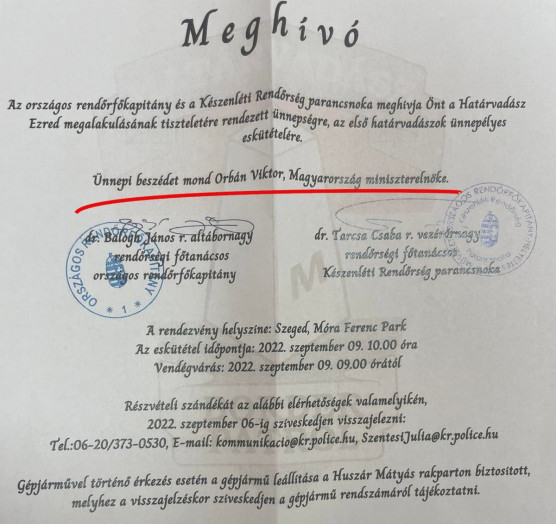 Meghívó
Az országos rendőrfőkapitány és a Készenléti Rendőrség parancsnoka meghívja Önt a Határvadász
Ezred megalakulásának tiszteletére rendezett ünnepségre, az első határvadászok ünnepélyes
eskütételére.
Ünnepi beszédet mond Orbán Viktor, Magyarország miniszterelnöke.
dr. Balogh János r. altábornagy
rendőrségi főtanácsos
országos rendőrfőkapitány
ORSZÁGOS RENDŐRFŐKAPITÁNY
* 1 *
dr. Tarcsa Csaba r. vezérőrnagy
rendőrségi főtanácsos
Készenléti Rendőrség parancsnoka
A rendezvény helyszíne: Szeged, Móra Ferenc Park
Az eskütétel időpontja: 2022. szeptember 09. 10.00 óra
Vendégvárás: 2022. szeptember 09. 09.00 órától
Részvételi szándékát az alábbi elérhetőségek valamelyikén,
2022. szeptember 06-ig szíveskedjen visszajelezni:
Tel.:06-20/373-0530, E-mail: kommunikacio@kr.police.hu, SzentesiJulia@kr.police.hu
Gépjárművel történő érkezés esetén a gépjármű leállítása a Huszár Mátyás rakparton biztosított,
melyhez a visszajelzéskor szíveskedjen a gépjármű rendszámáról tájékoztatni.